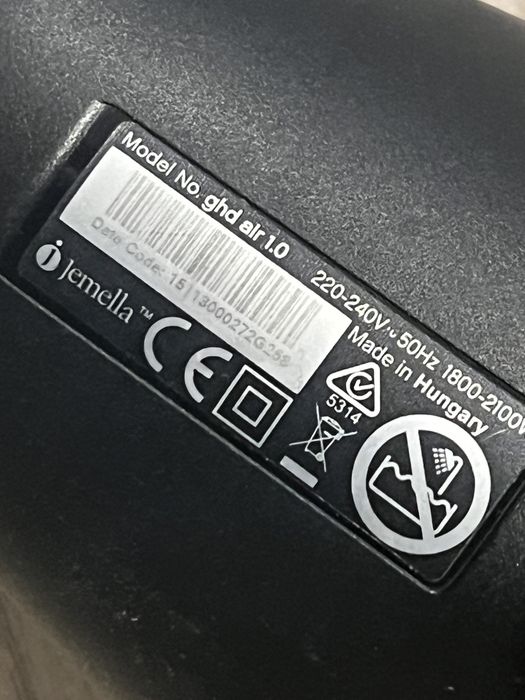 Model No. ghd air 1.0
220-240V~ 50Hz 1800-2100W
Made in Hungary
Date Code: 15
jemella™
CE
5314